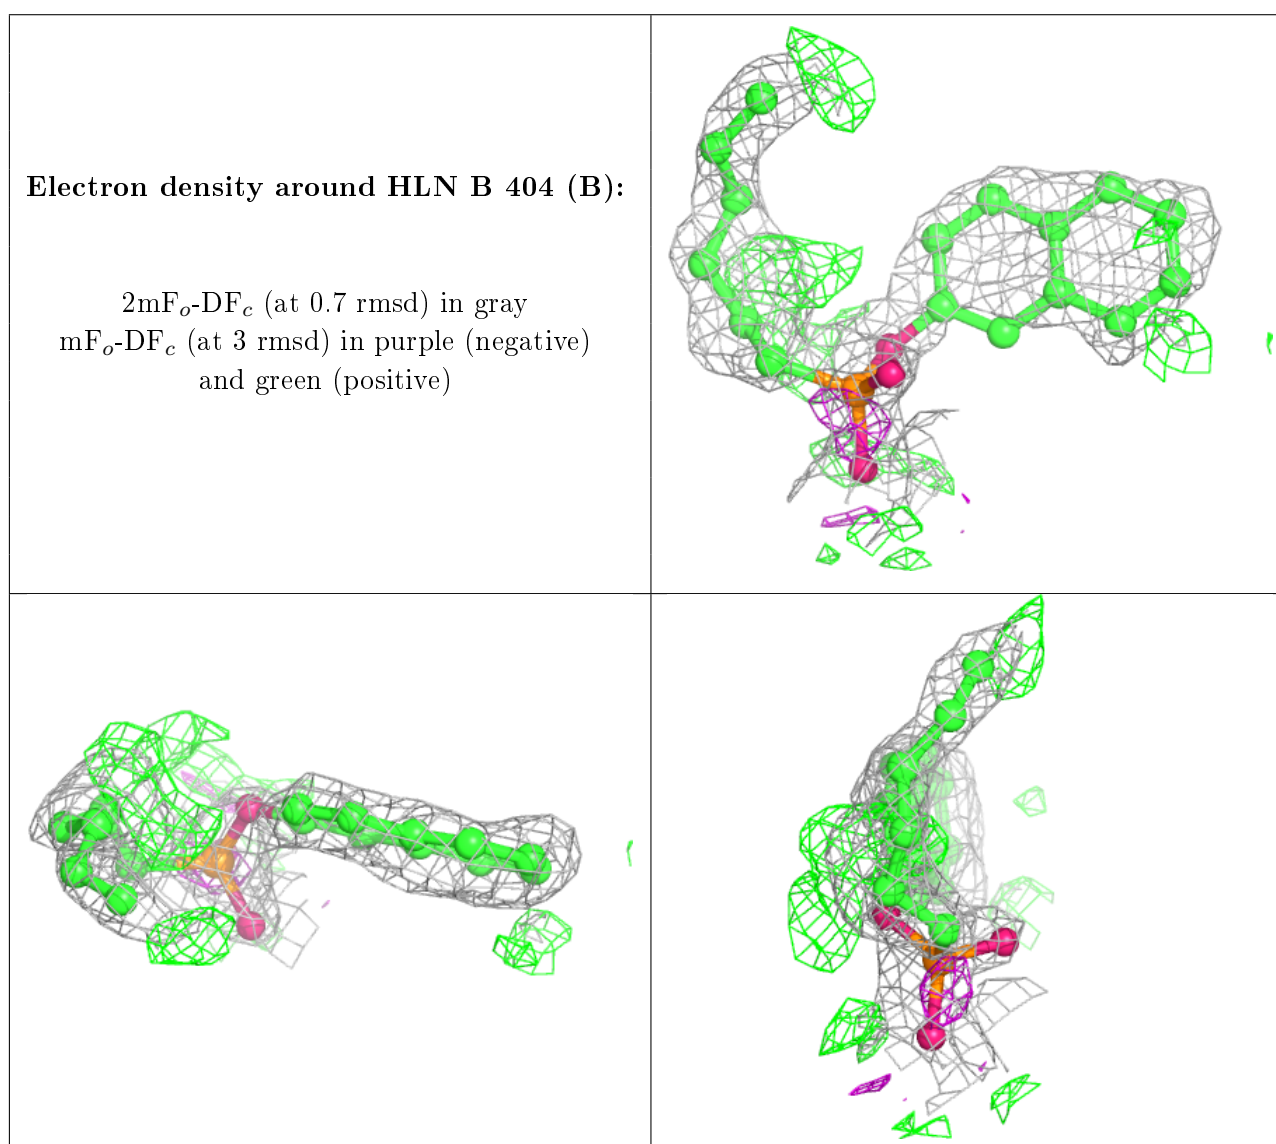 Electron density around HLN B 404 (B):
2mFo-DFc (at 0.7 rmsd) in gray
mFo-DFc (at 3 rmsd) in purple (negative)
and green (positive)